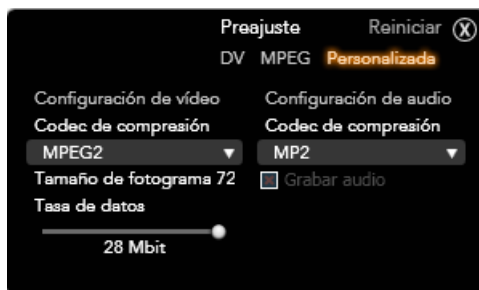 Preajuste Reiniciar X
DV MPEG Personalizada
Configuración de vídeo Configuración de audio
Codec de compresión Codec de compresión
MPEG2 MP2
Tamaño de fotograma 72 Grabar audio
Tasa de datos
28 Mbit